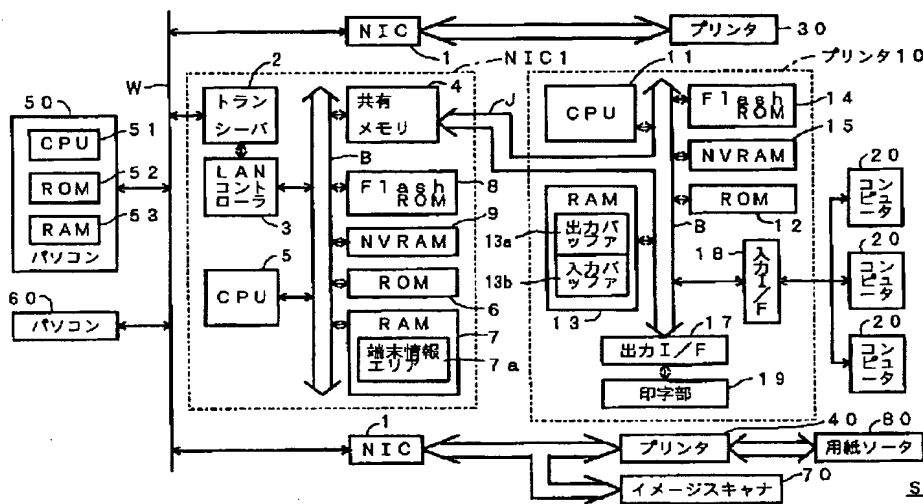 NIC
1
プリンタ
30
W
2
NIC1
4
プリンタ10
11
50
トラン
シーバ
共有
メモリ
J
CPU
Flash
ROM
14
CPU
51
15
ROM
52
LAN
コント
ローラ
B
Flash
ROM
8
NVRAM
20
コン
ピュータ
RAM
53
パソコン
3
9
RAM
出力バ
ッファ
13a
ROM
B
12
18
20
コン
ピュータ
5
NVRAM
入力バ
ッファ
13b
入力I/F
60
CPU
ROM
6
13
17
20
コン
ピュータ
パソコン
RAM
7
出力I/F
端末情報
エリア
7a
19
印字部
1
40
80
NIC
プリンタ
用紙ソータ
70
イメージスキャナ
S